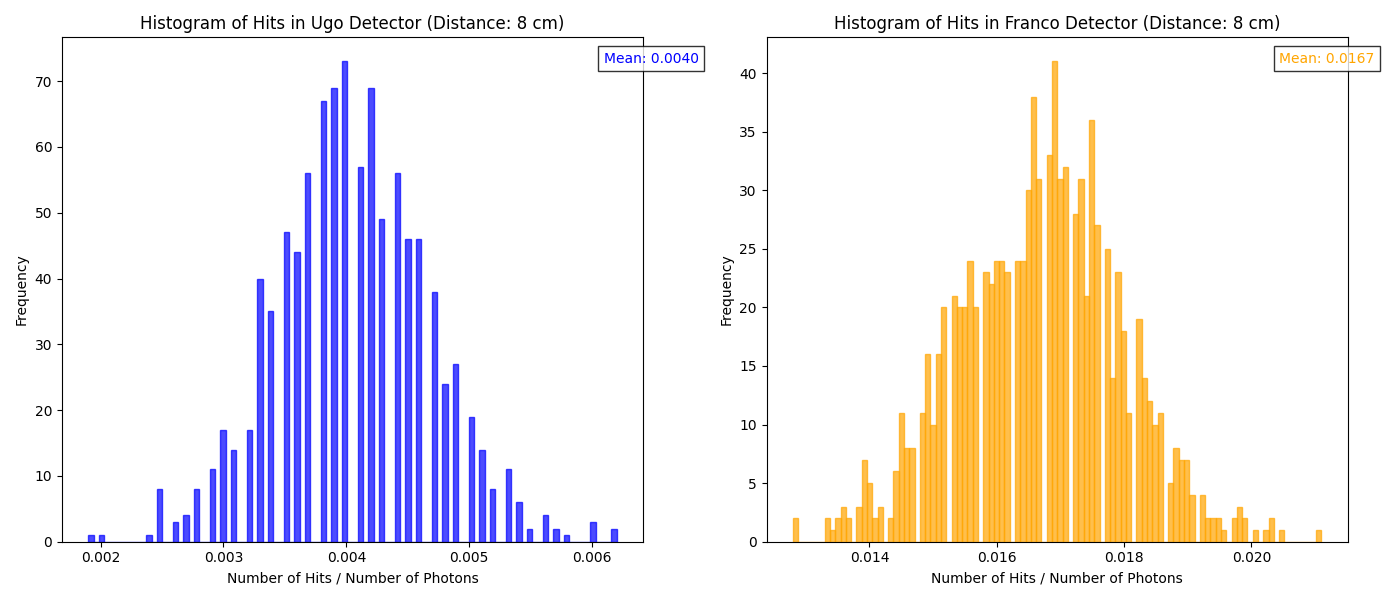 Histogram of Hits in Ugo Detector (Distance: 8 cm)
Mean: 0.0040
Frequency
70
60
50
40
30
20
10
0
0.002 0.003 0.004 0.005 0.006
Number of Hits / Number of Photons
Histogram of Hits in Franco Detector (Distance: 8 cm)
Mean: 0.0167
Frequency
40
35
30
25
20
15
10
5
0
0.014 0.016 0.018 0.020
Number of Hits / Number of Photons